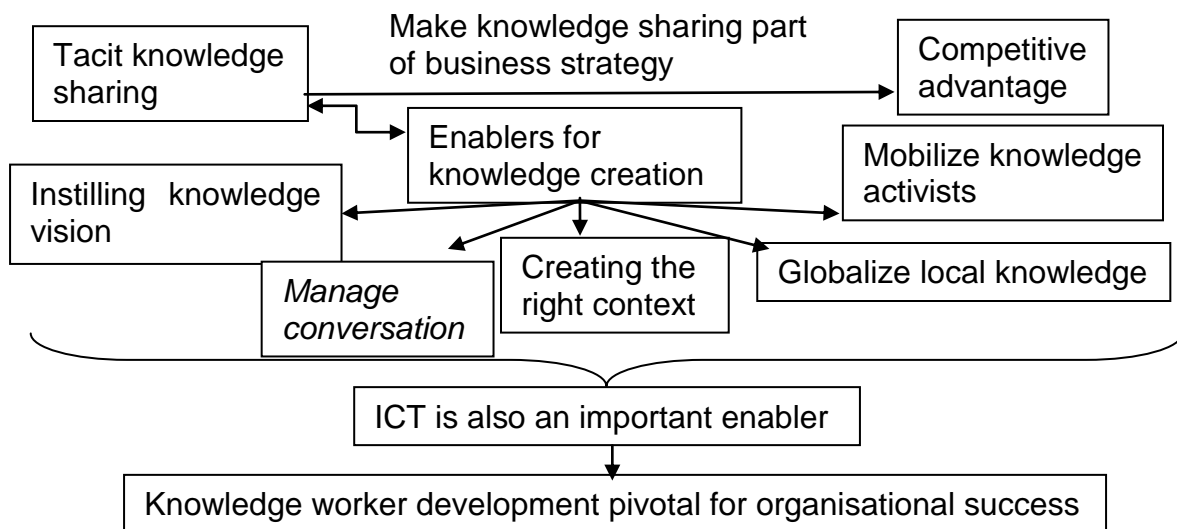 Tacit knowledge
sharing
Make knowledge sharing part
of business strategy
Competitive
advantage
Enablers for
knowledge creation
Mobilize knowledge
activists
Instilling knowledge
vision
Manage
conversation
Creating the
right context
Globalize local knowledge
ICT is also an important enabler
Knowledge worker development pivotal for organisational success